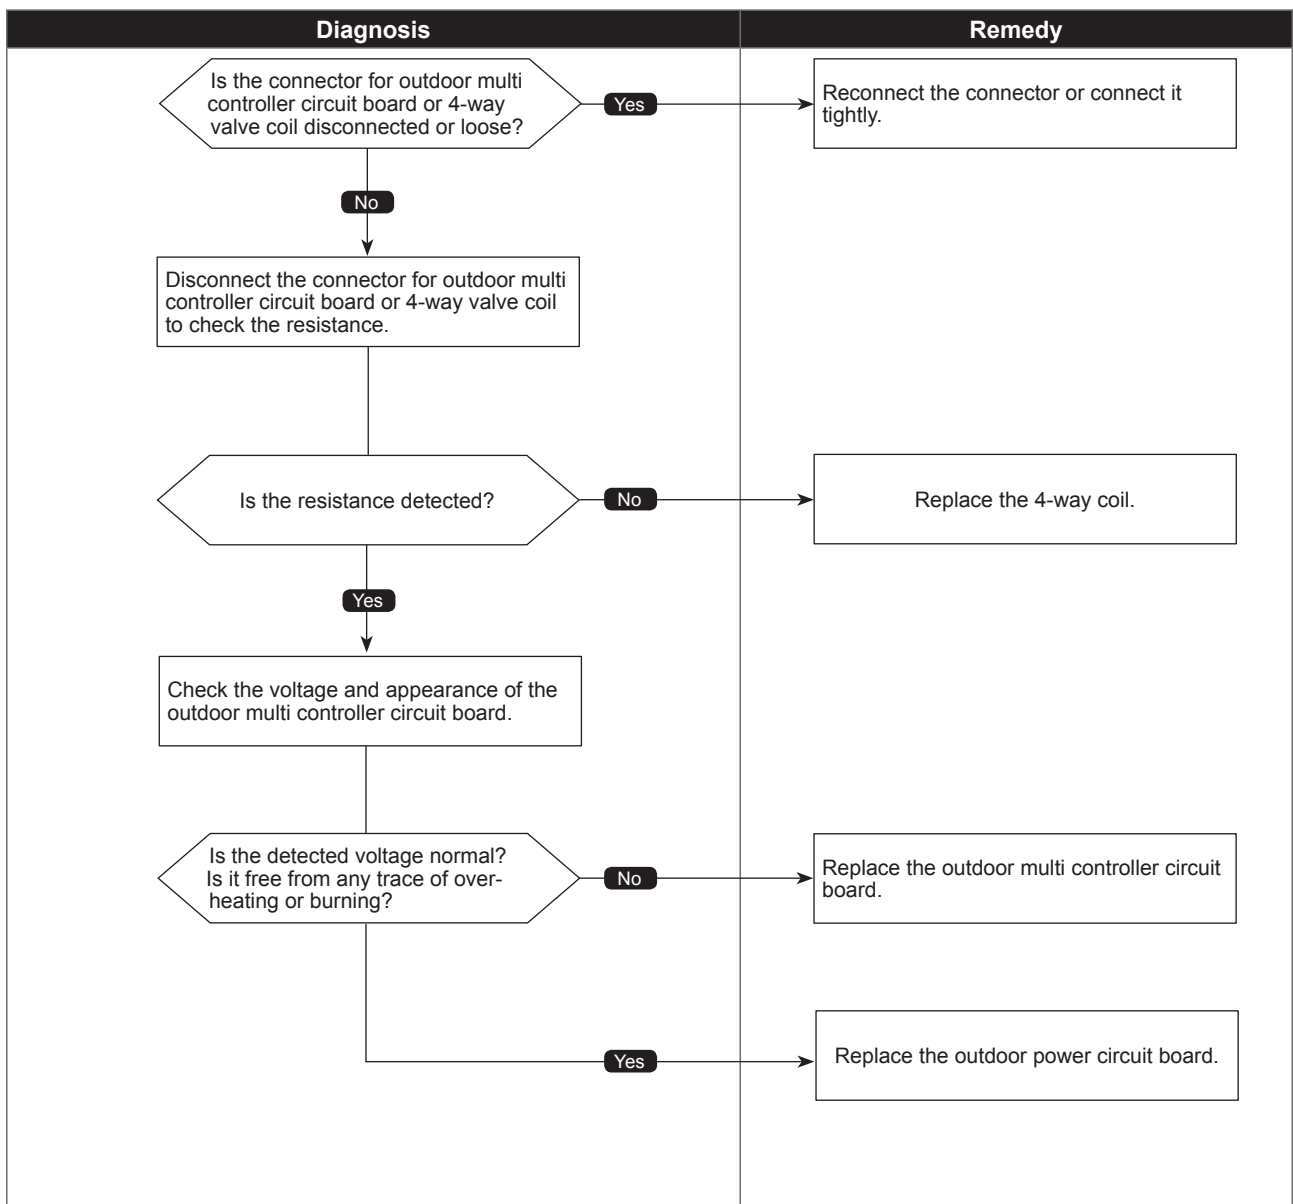 Diagnosis
Remedy
Is the connector for outdoor multi
controller circuit board or 4-way
valve coil disconnected or loose?
Yes
Reconnect the connector or connect it
tightly.
No
Disconnect the connector for outdoor multi
controller circuit board or 4-way valve coil
to check the resistance.
Is the resistance detected?
No
Replace the 4-way coil.
Yes
Check the voltage and appearance of the
outdoor multi controller circuit board.
Is the detected voltage normal?
Is it free from any trace of over-
heating or burning?
No
Replace the outdoor multi controller circuit
board.
Yes
Replace the outdoor power circuit board.